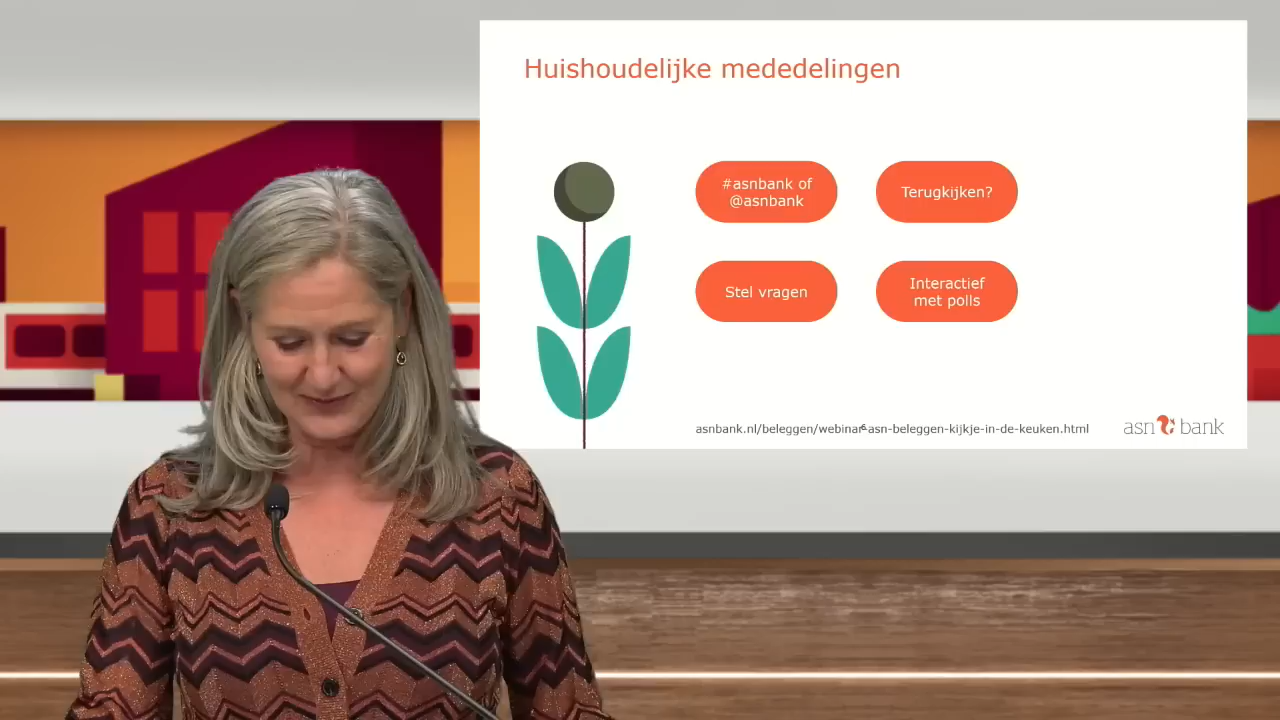 Huishoudelijke mededelingen
#asnbank of
@asnbank
Terugkijken?
Stel vragen
Interactief
met polls
asnbank.nl/beleggen/webinar-asn-beleggen-kijkje-in-de-keuken.html
6
asn bank